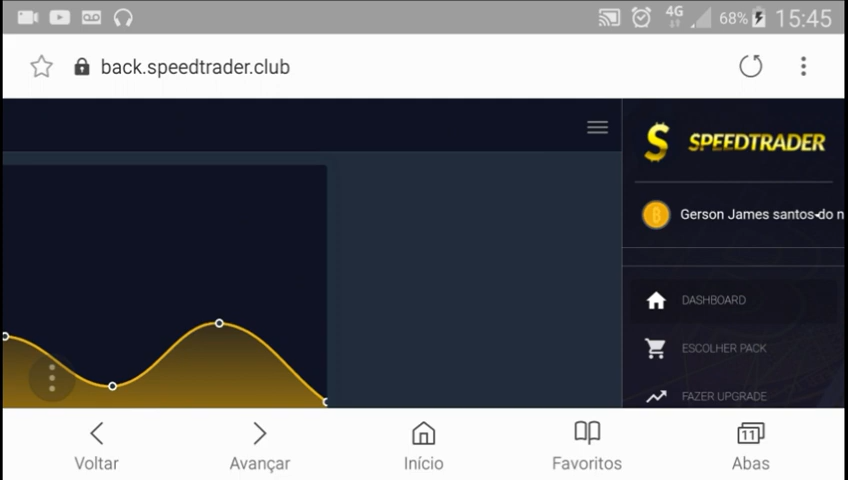 4G 68% 15:45
back.speedtrader.club
SPEEDTRADER
Gerson James santos do n
DASHBOARD
ESCOLHER PACK
FAZER UPGRADE
11
Voltar Avançar Início Favoritos Abas